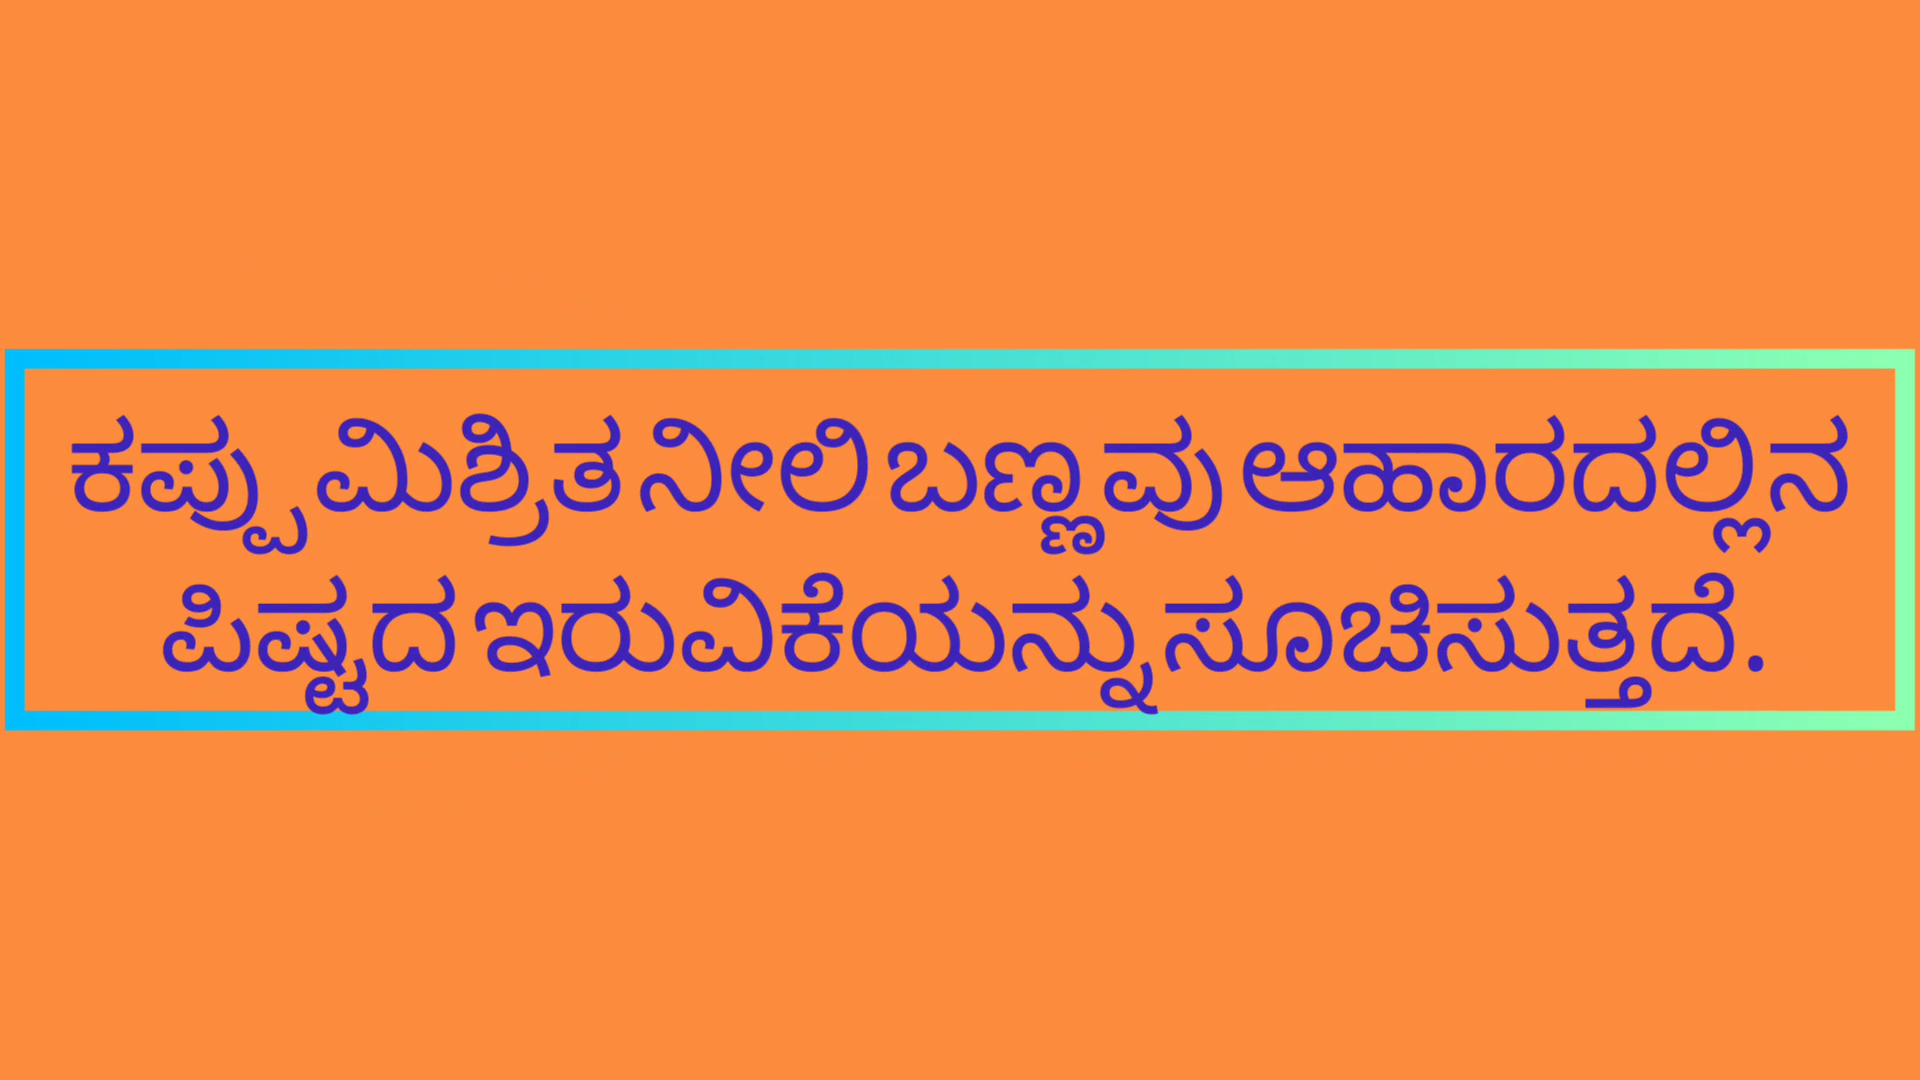 ಕಪ್ಪು ಮಿಶ್ರಿತ ನೀಲಿ ಬಣ್ಣವು ಆಹಾರದಲ್ಲಿನ
ಪಿಷ್ಟದ ಇರುವಿಕೆಯನ್ನು ಸೂಚಿಸುತ್ತದೆ.